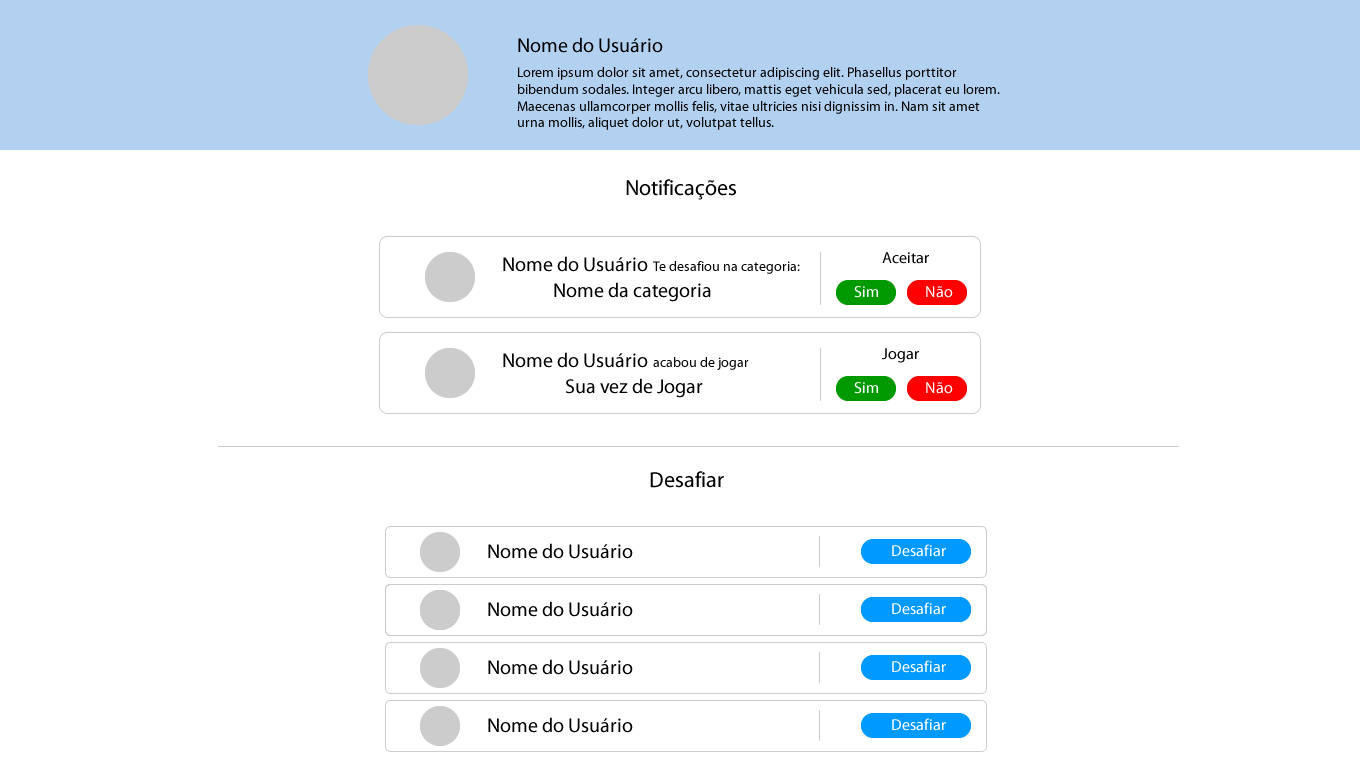 Nome do Usuário
Lorem ipsum dolor sit amet, consectetur adipiscing elit. Phasellus porttitor
bibendum sodales. Integer arcu libero, mattis eget vehicula sed, placerat eu lorem.
Maecenas ullamcorper mollis felis, vitae ultricies nisi dignissim in. Nam sit amet
urna mollis, aliquet dolor ut, volutpat tellus.
Notificações
Nome do Usuário Te desafiou na categoria:
Nome da categoria
Aceitar
Sim Não
Nome do Usuário acabou de jogar
Sua vez de Jogar
Jogar
Sim Não
Desafiar
Nome do Usuário Desafiar
Nome do Usuário Desafiar
Nome do Usuário Desafiar
Nome do Usuário Desafiar